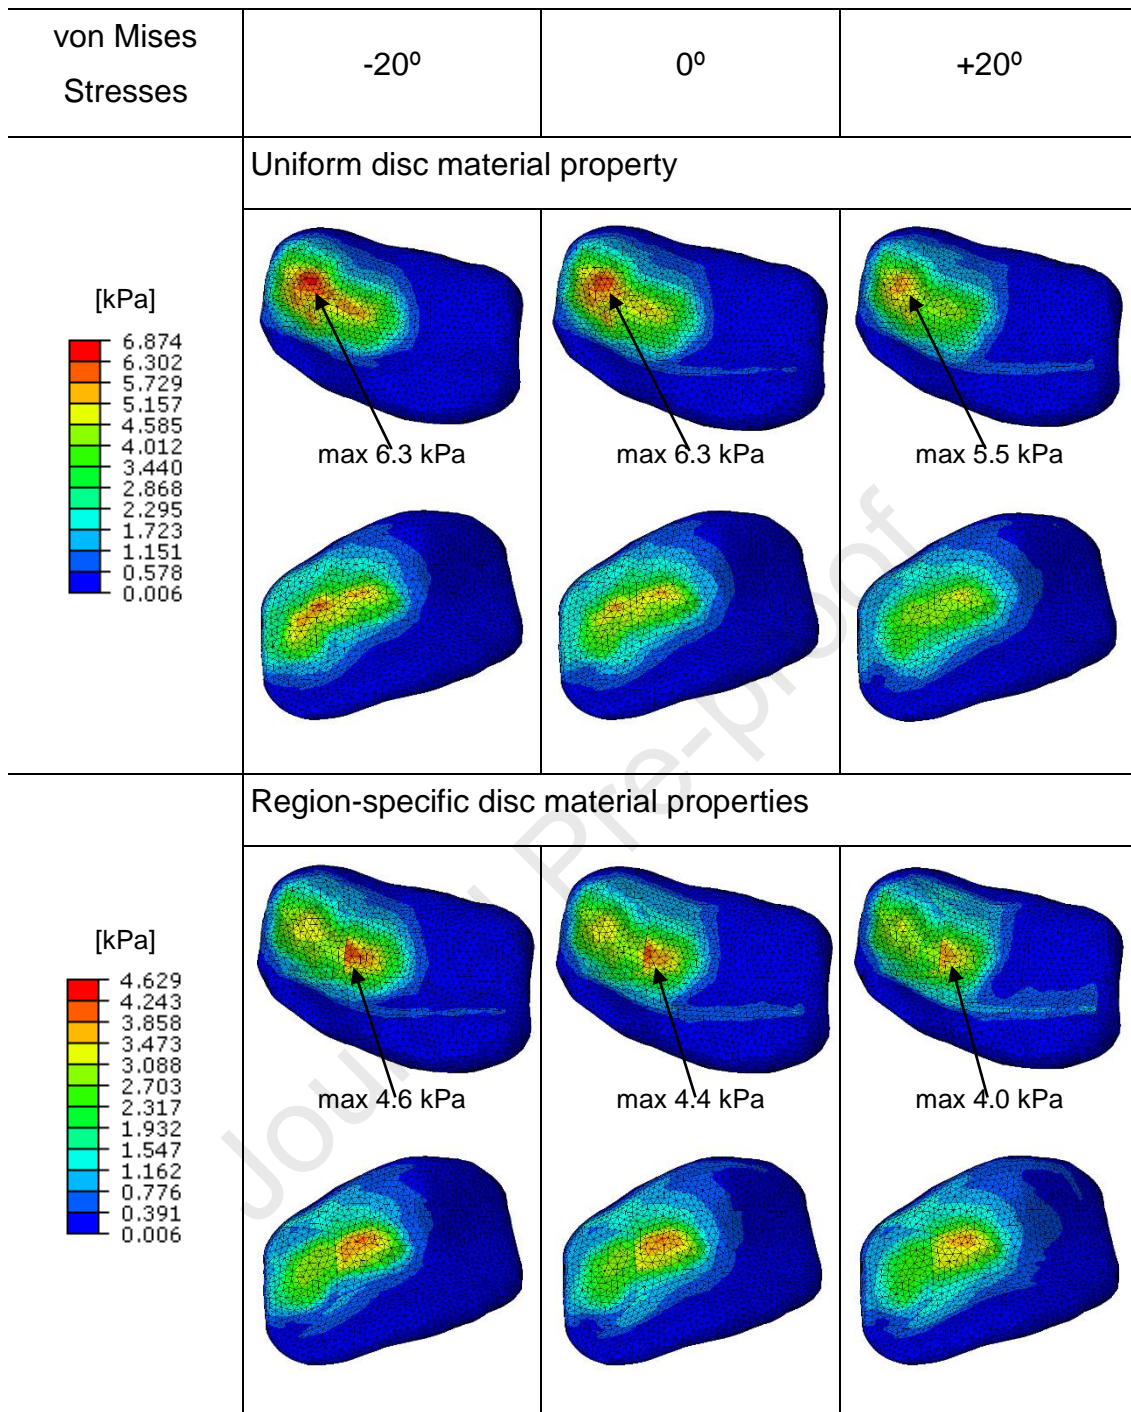 von Mises
Stresses
-20º
0º
+20º
Uniform disc material property
[kPa]
6.874
6.302
5.729
5.157
4.585
4.012
3.440
2.868
2.295
1.723
1.151
0.578
0.006
max 6.3 kPa
max 6.3 kPa
max 5.5 kPa
Region-specific disc material properties
[kPa]
4.629
4.243
3.858
3.473
3.088
2.703
2.317
1.932
1.547
1.162
0.776
0.391
0.006
max 4.6 kPa
max 4.4 kPa
max 4.0 kPa
Journal Pre-proof